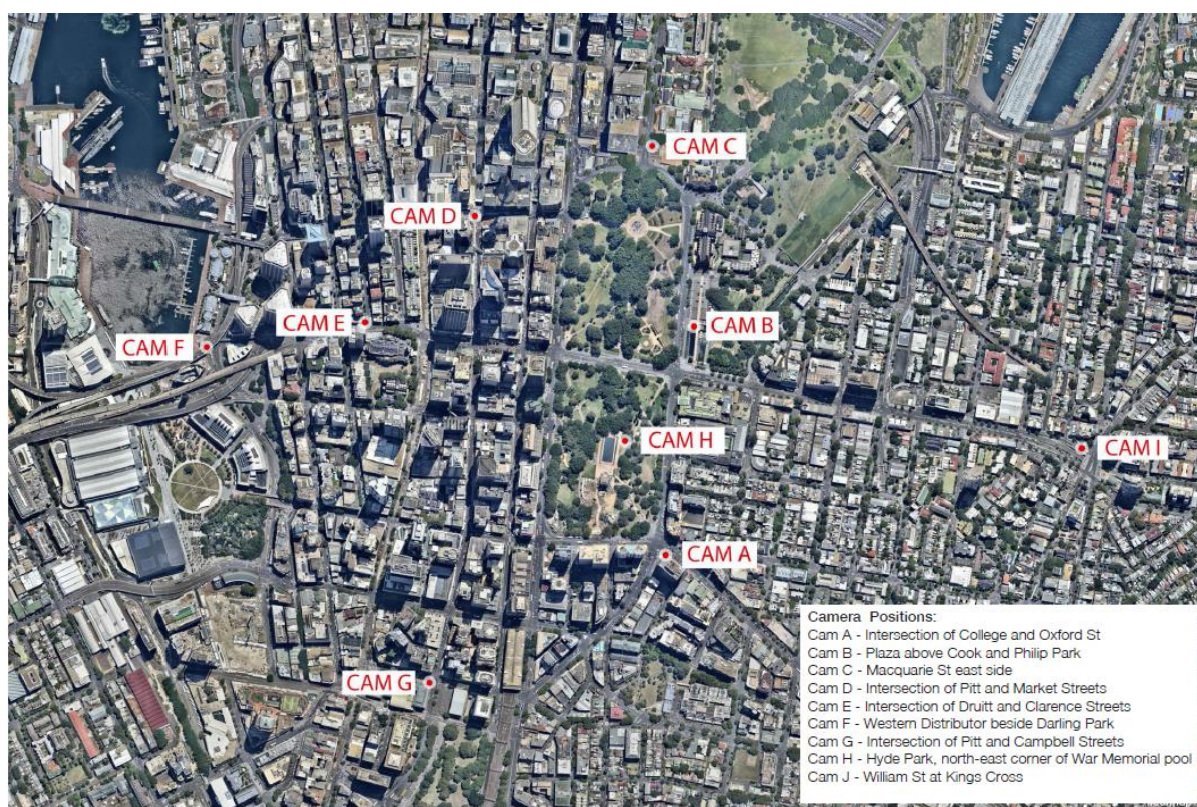 CAM C
CAM D
CAM E
CAM B
CAM F
CAM H
CAM I
CAM A
CAM G
Camera Positions:
Cam A - Intersection of College and Oxford St
Cam B - Plaza above Cook and Philip Park
Cam C - Macquarie St east side
Cam D - Intersection of Pitt and Market Streets
Cam E - Intersection of Druitt and Clarence Streets
Cam F - Western Distributor beside Darling Park
Cam G - Intersection of Pitt and Campbell Streets
Cam H - Hyde Park, north-east corner of War Memorial pool
Cam J - William St at Kings Cross